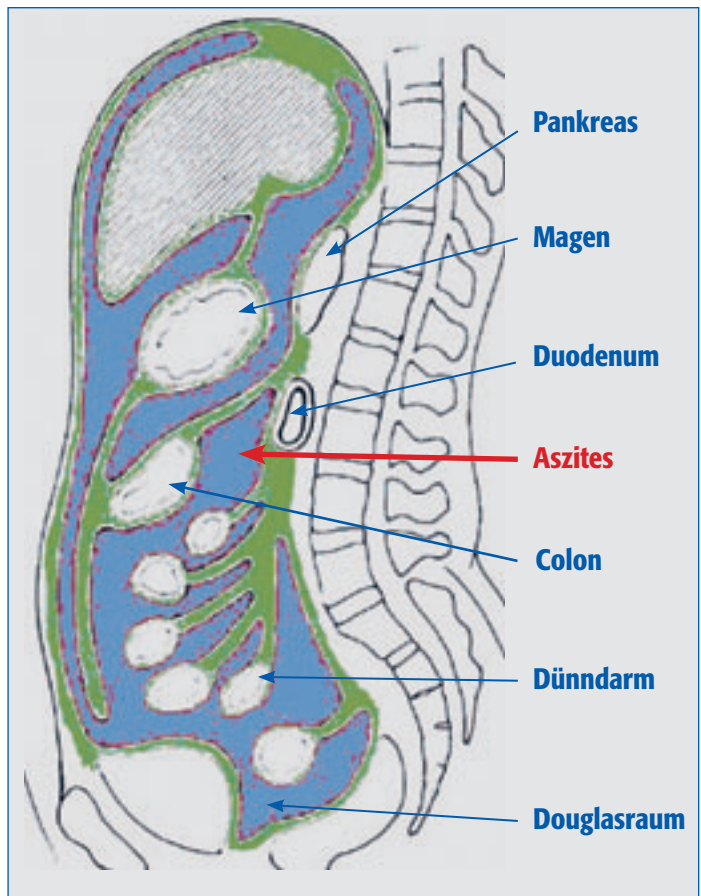 Pankreas
Magen
Duodenum
Aszites
Colon
Dünndarm
Douglasraum